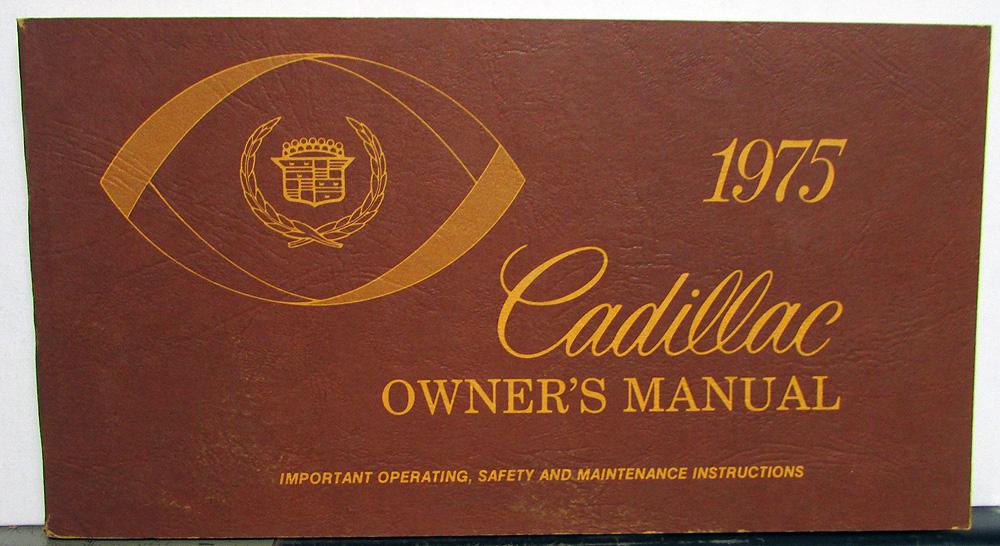 1975
Cadillac
OWNER'S MANUAL
IMPORTANT OPERATING, SAFETY AND MAINTENANCE INSTRUCTIONS